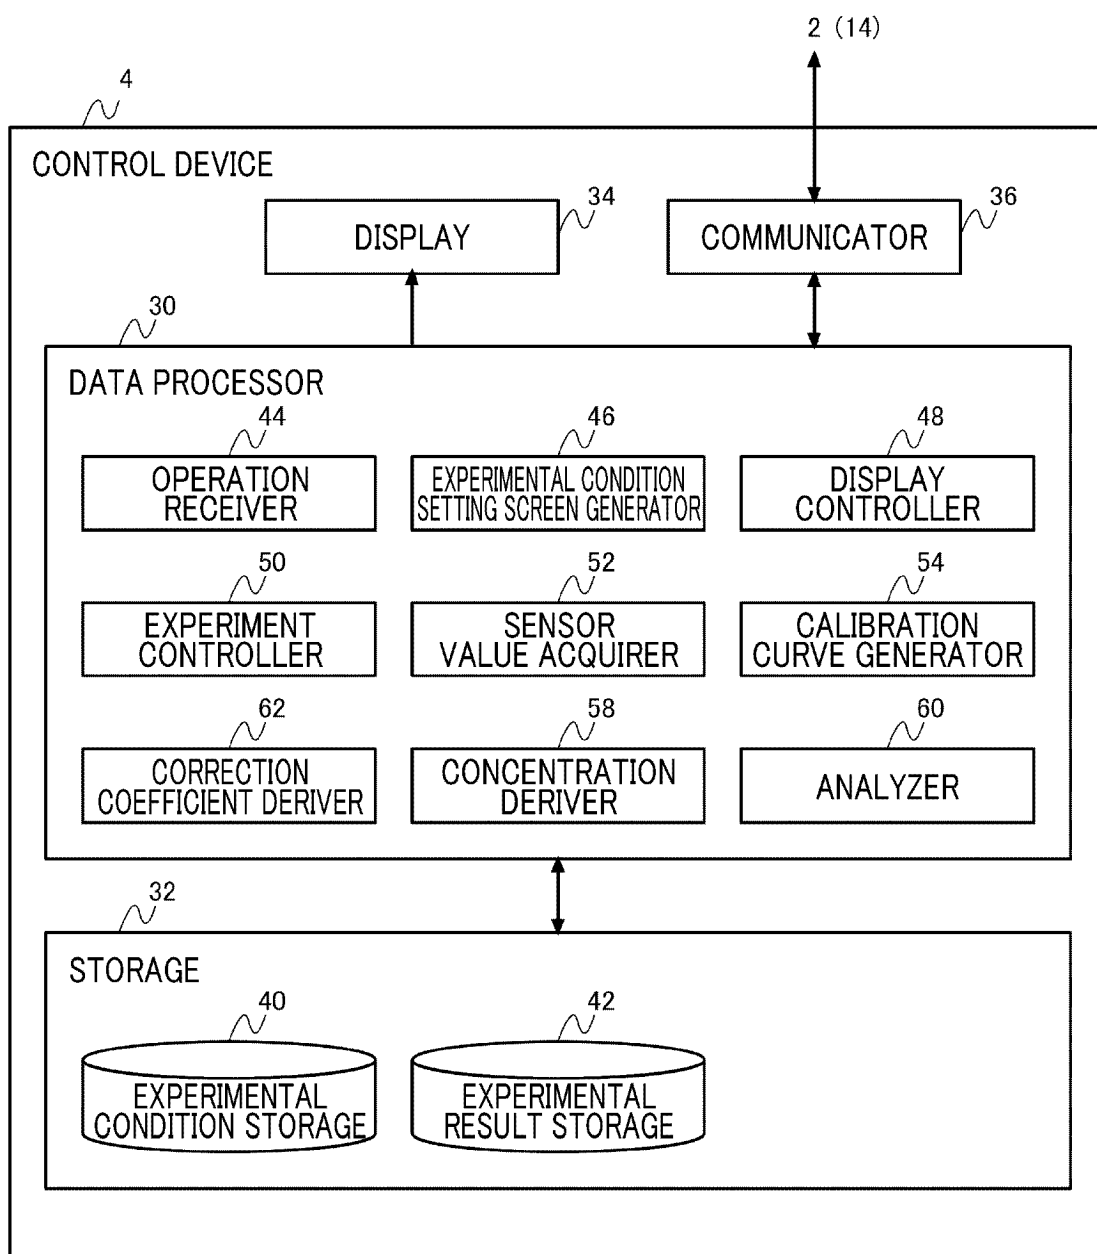 2 (14)
4
CONTROL DEVICE
34
DISPLAY
36
COMMUNICATOR
30
DATA PROCESSOR
44
OPERATION
RECEIVER
46
EXPERIMENTAL CONDITION
SETTING SCREEN GENERATOR
48
DISPLAY
CONTROLLER
50
EXPERIMENT
CONTROLLER
52
SENSOR
VALUE ACQUIRER
54
CALIBRATION
CURVE GENERATOR
62
CORRECTION
COEFFICIENT DERIVER
58
CONCENTRATION
DERIVER
60
ANALYZER
32
STORAGE
40
EXPERIMENTAL
CONDITION STORAGE
42
EXPERIMENTAL
RESULT STORAGE